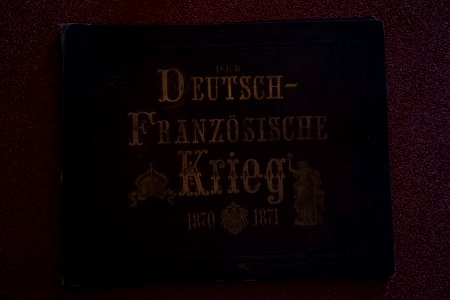 DER
DEUTSCH-
FRANZÖSISCHE
Krieg
1870 1871